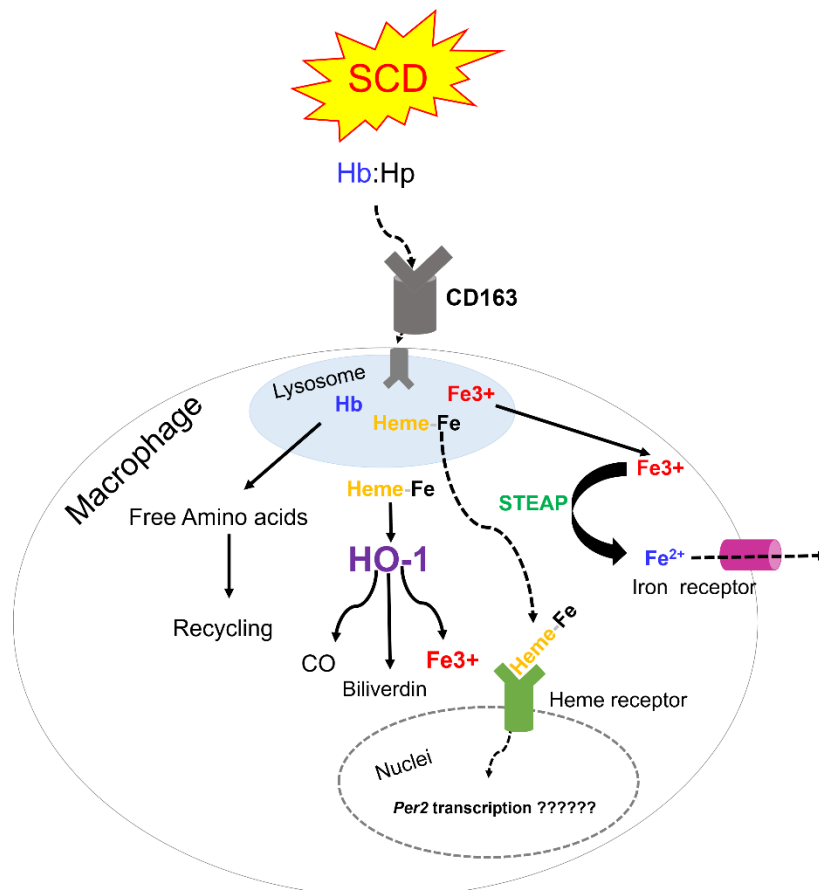 SCD
Hb:Hp
CD163
Macrophage
Lysosome
Hb
Heme-Fe
Fe3+
Fe3+
STEAP
Fe²⁺
Iron receptor
Free Amino acids
Recycling
Heme-Fe
HO-1
CO
Biliverdin
Fe3+
Heme-Fe
Heme receptor
Nuclei
Per2 transcription ??????